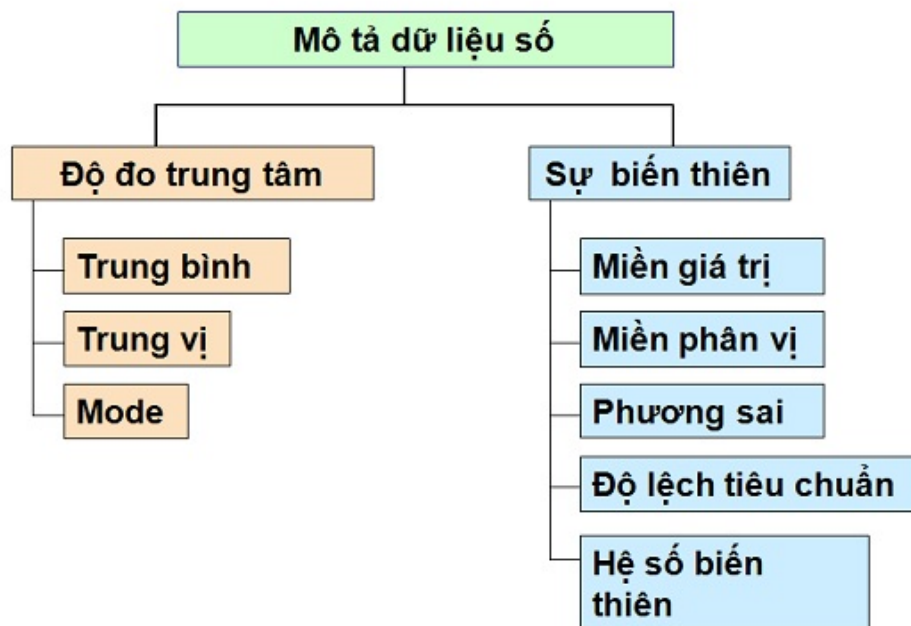 Mô tả dữ liệu số
Độ đo trung tâm
Trung bình
Trung vị
Mode
Sự biến thiên
Miền giá trị
Miền phân vị
Phương sai
Độ lệch tiêu chuẩn
Hệ số biến
thiên